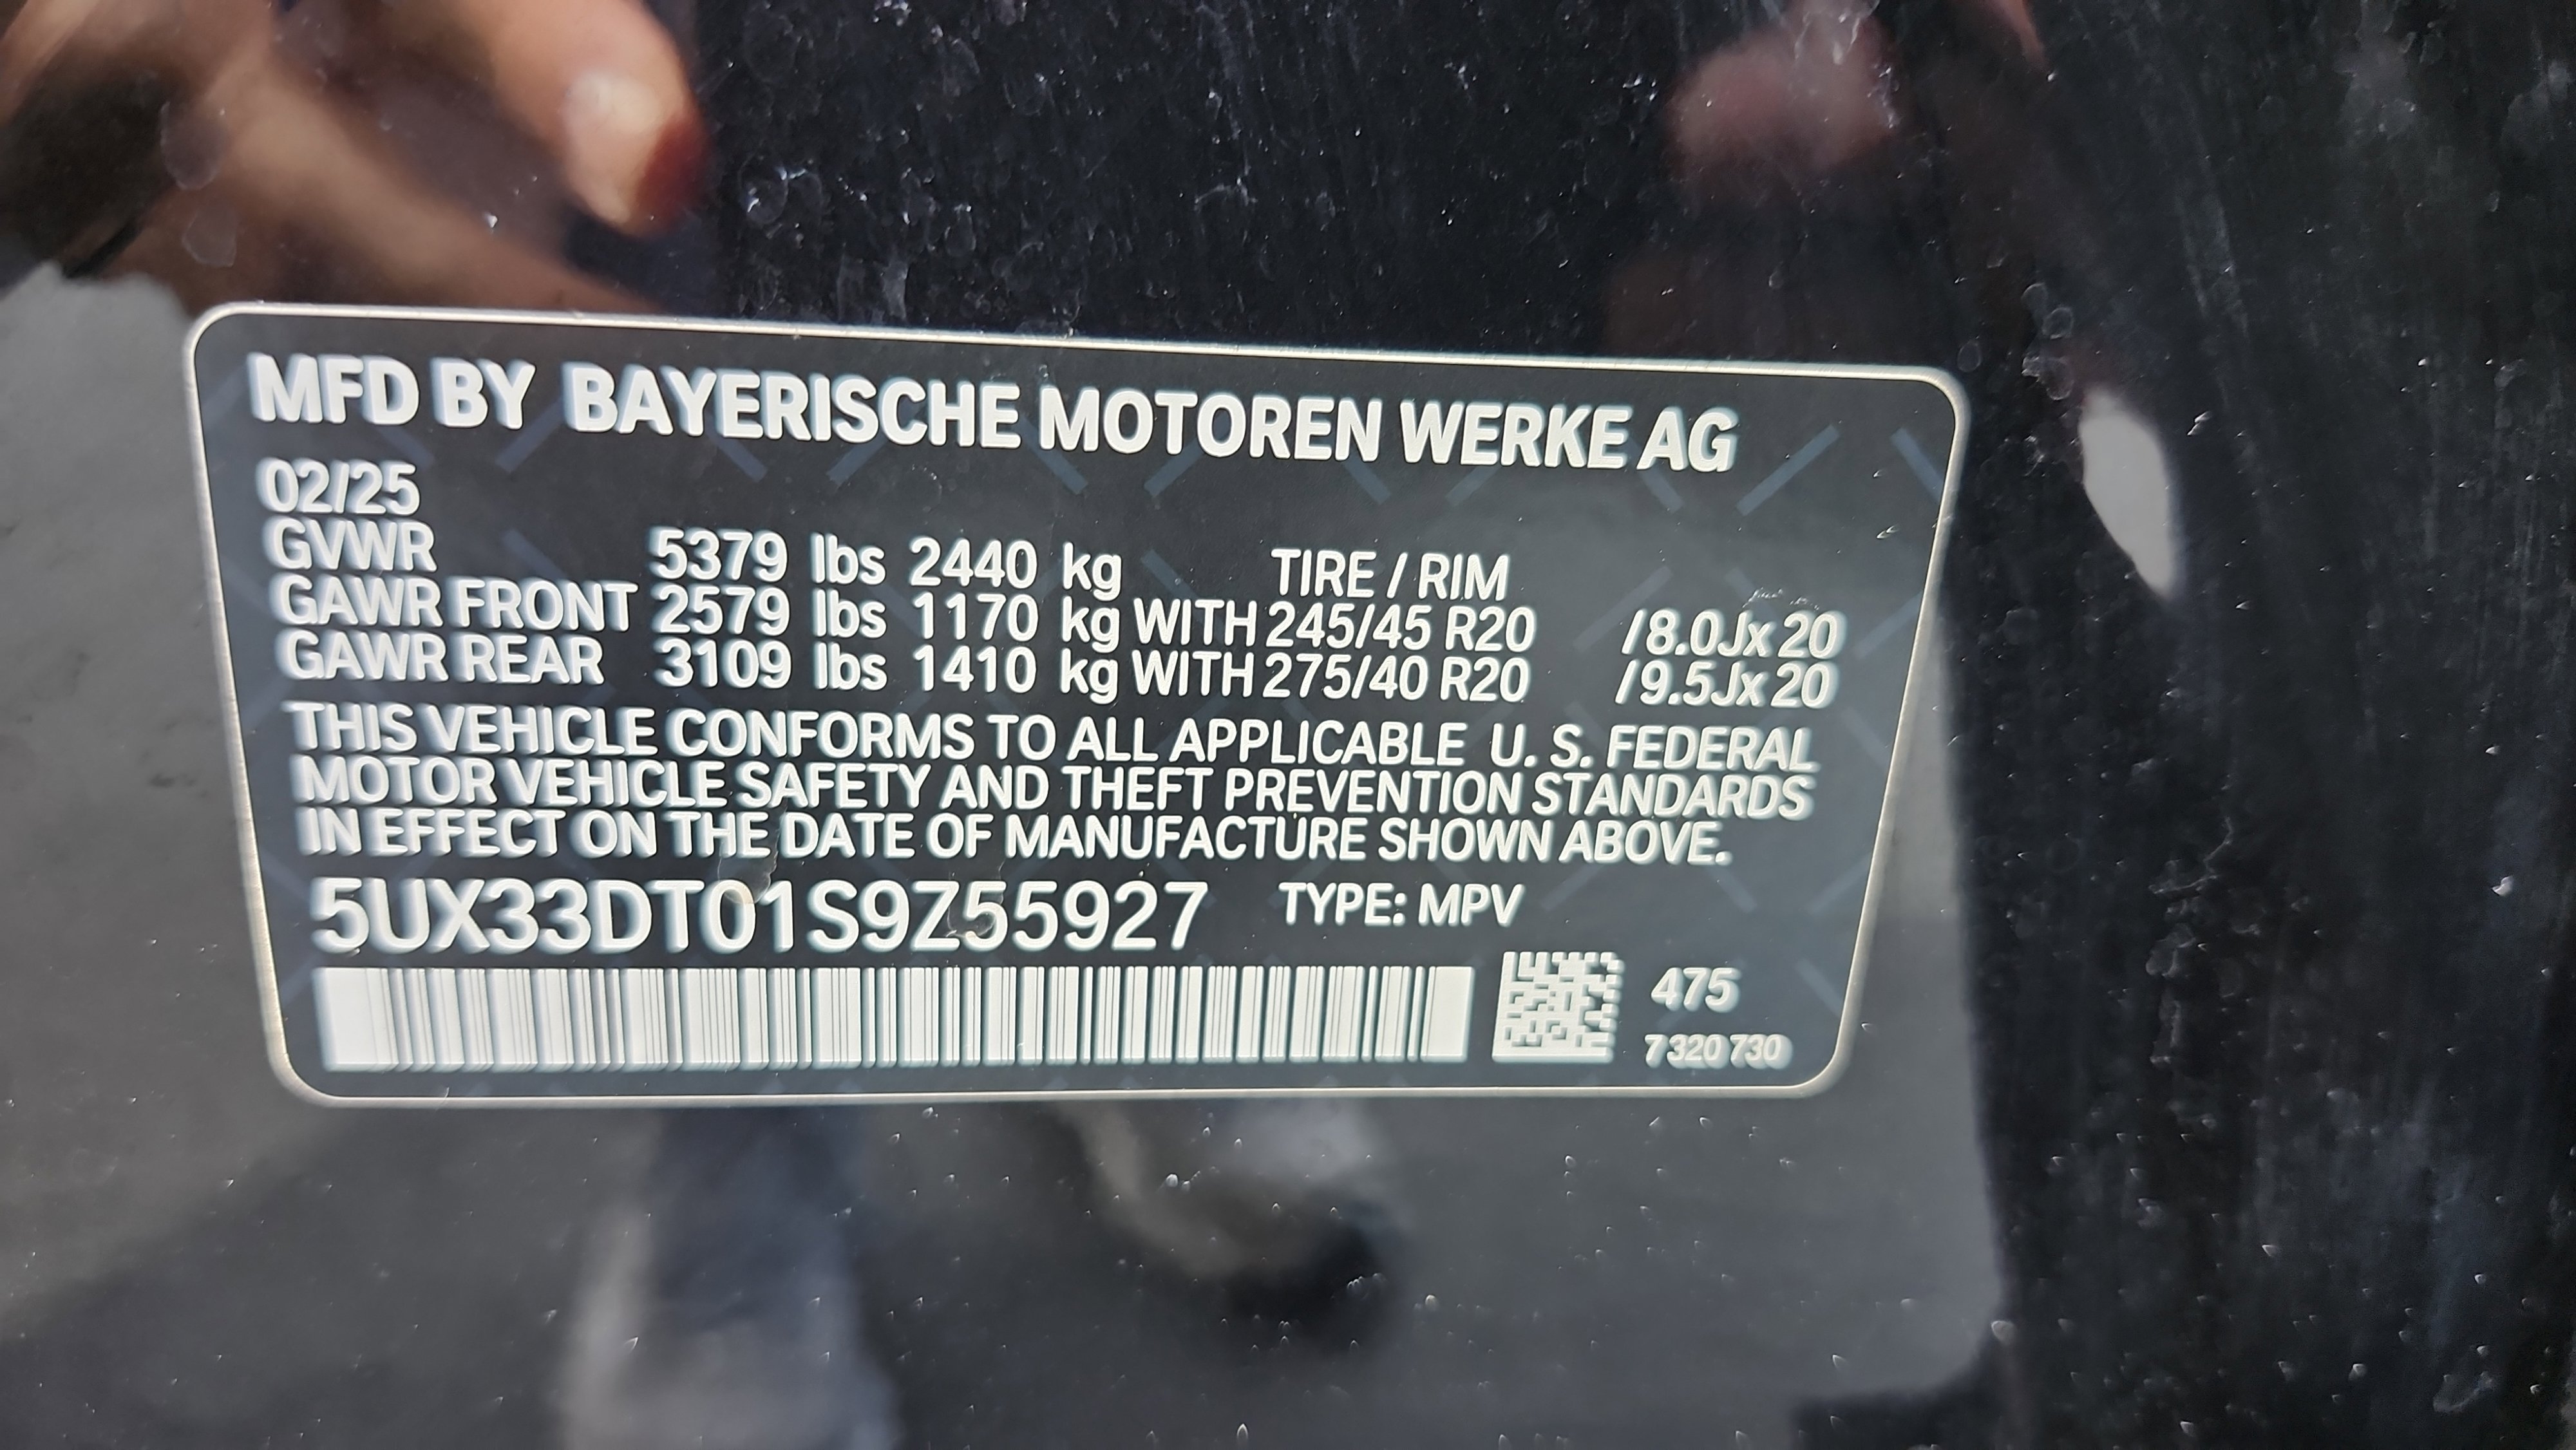 MFD BY BAYERISCHE MOTOREN WERKE AG
02/25
GVWR 5379 lbs 2440 kg TIRE / RIM
GAWR FRONT 2579 lbs 1170 kg WITH 245/45 R20 /8.0Jx20
GAWR REAR 3109 lbs 1410 kg WITH 275/40 R20 /9.5Jx20
THIS VEHICLE CONFORMS TO ALL APPLICABLE U. S. FEDERAL
MOTOR VEHICLE SAFETY AND THEFT PREVENTION STANDARDS
IN EFFECT ON THE DATE OF MANUFACTURE SHOWN ABOVE.
5UX33DT01S9Z55927 TYPE: MPV
475
7 320 730